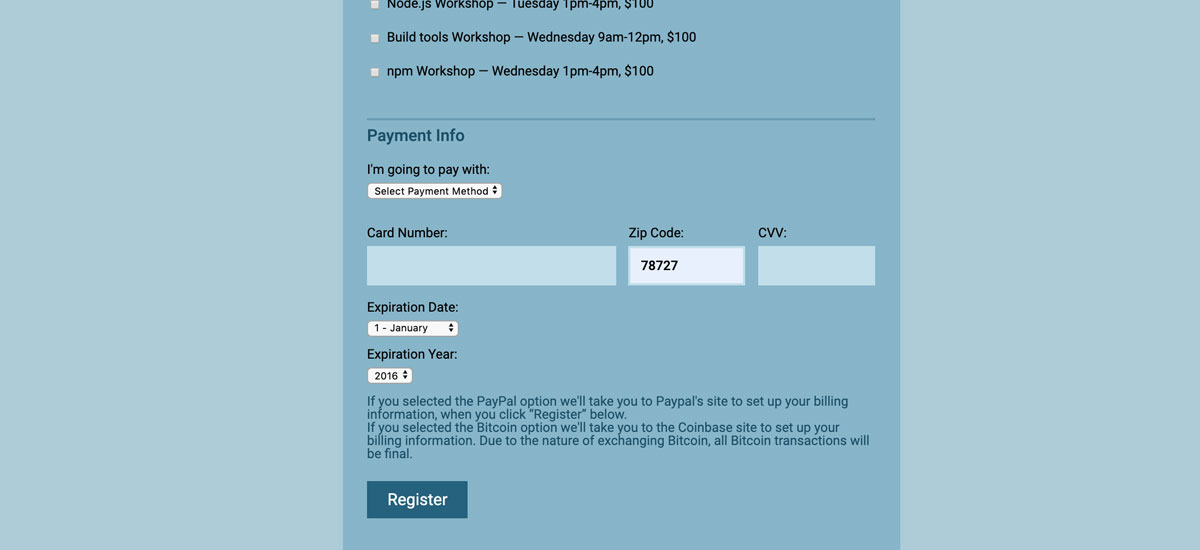 Node.js Workshop — Tuesday 1pm-4pm, $100
Build tools Workshop — Wednesday 9am-12pm, $100
npm Workshop — Wednesday 1pm-4pm, $100
Payment Info
I'm going to pay with:
Select Payment Method
Card Number: Zip Code: CVV:
78727
Expiration Date:
1 - January
Expiration Year:
2016
If you selected the PayPal option we'll take you to Paypal's site to set up your billing
information, when you click “Register” below.
If you selected the Bitcoin option we'll take you to the Coinbase site to set up your
billing information. Due to the nature of exchanging Bitcoin, all Bitcoin transactions will
be final.
Register